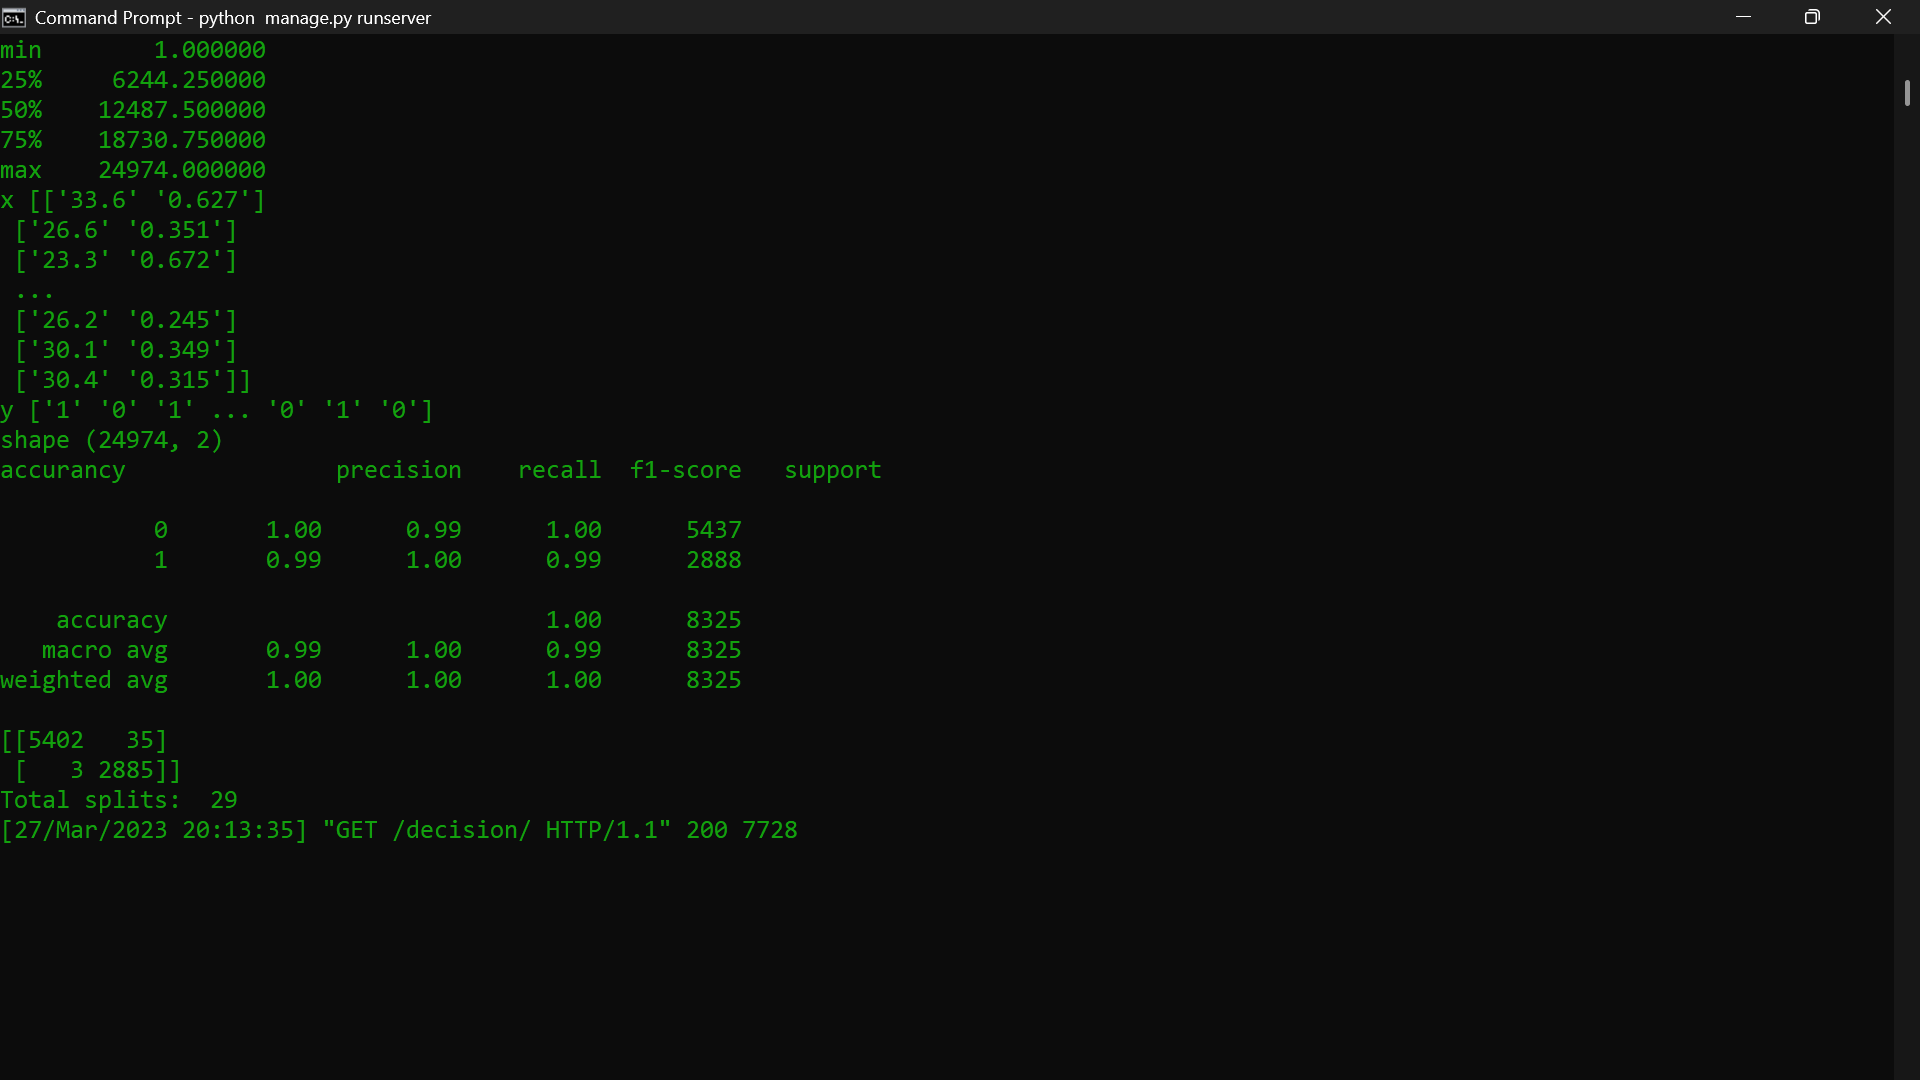 Command Prompt - python  manage.py runserver
min        1.000000
25%     6244.250000
50%    12487.500000
75%    18730.750000
max    24974.000000
x [['33.6' '0.627']
 ['26.6' '0.351']
 ['23.3' '0.672']
 ...
 ['26.2' '0.245']
 ['30.1' '0.349']
 ['30.4' '0.315']]
y ['1' '0' '1' ... '0' '1' '0']
shape (24974, 2)
accurancy               precision    recall  f1-score   support
           0       1.00      0.99      1.00      5437
           1       0.99      1.00      0.99      2888
    accuracy                           1.00      8325
   macro avg       0.99      1.00      0.99      8325
weighted avg       1.00      1.00      1.00      8325
[[5402   35]
 [   3 2885]]
Total splits:  29
[27/Mar/2023 20:13:35] "GET /decision/ HTTP/1.1" 200 7728